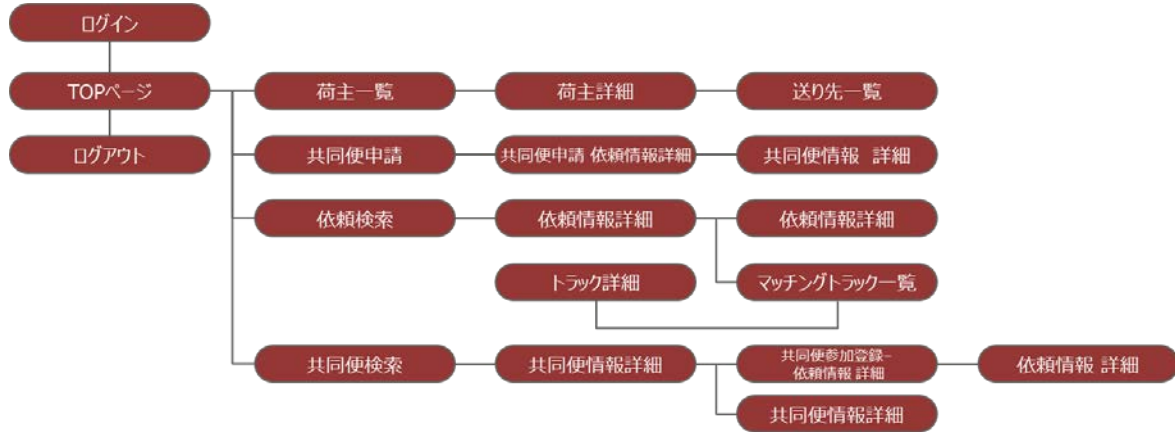 ログイン
TOPページ
荷主一覧
荷主詳細
送り先一覧
ログアウト
共同便申請
共同便申請 依頼情報詳細
共同便情報 詳細
依頼検索
依頼情報詳細
依頼情報詳細
トラック詳細
マッチングトラック一覧
共同便検索
共同便情報詳細
共同便参加登録–
依頼情報 詳細
依頼情報 詳細
共同便情報詳細